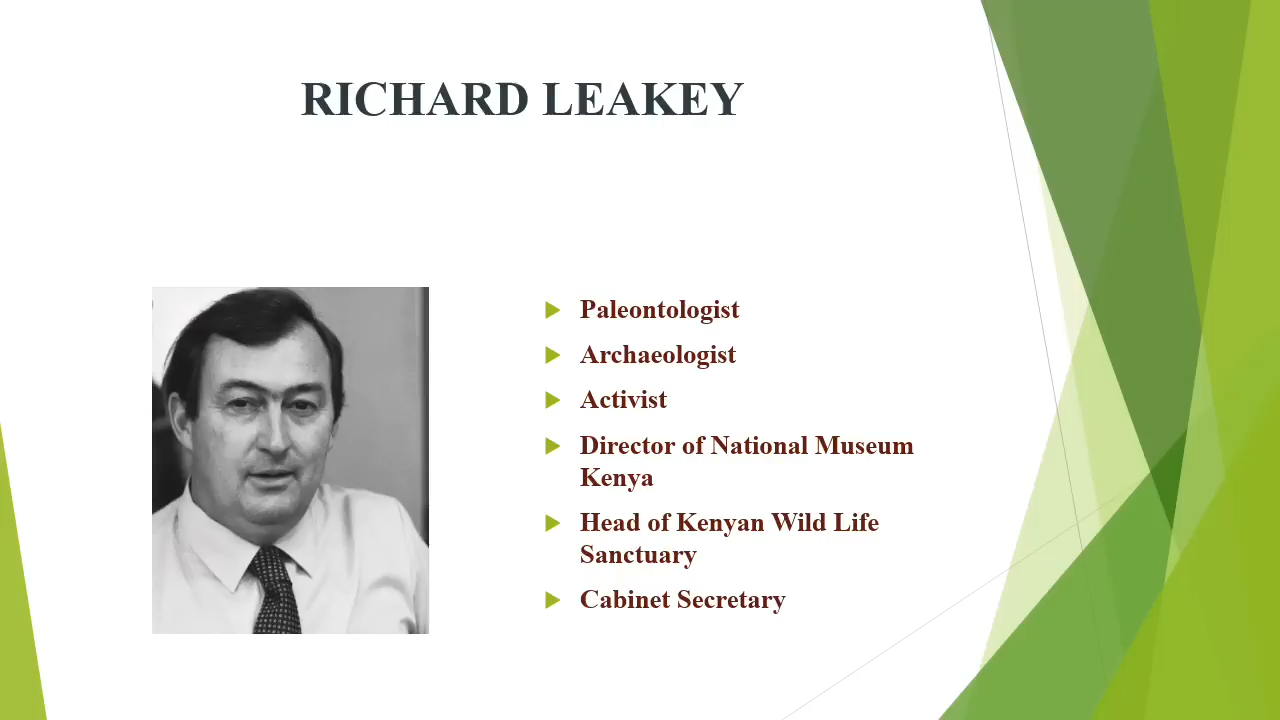 RICHARD LEAKEY
Paleontologist
Archaeologist
Activist
Director of National Museum
Kenya
Head of Kenyan Wild Life
Sanctuary
Cabinet Secretary